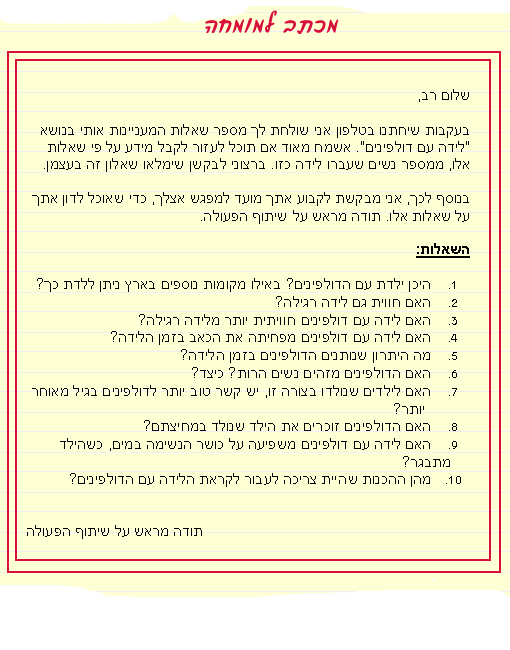 מכתב למומחה
שלום רב,
בעקבות שיחתנו בטלפון אני שולחת לך מספר שאלות המעניינות אותי בנושא
"לידה עם דולפינים". אשמח מאוד אם תוכל לעזור לקבל מידע על פי שאלות
אלו, ממספר נשים שעברו לידה כזו. ברצוני לבקשן שימלאו שאלון זה בעצמן.
בנוסף לכך, אני מבקשת לקבוע אתך מועד למפגש אצלך, כדי שאוכל לדון אתך
על שאלות אלו. תודה מראש על שיתוף הפעולה.
השאלות:
1. היכן ילדת עם הדולפינים? באילו מקומות נוספים בארץ ניתן ללדת כך?
2. האם חווית גם לידה רגילה?
3. האם לידה עם דולפינים חוויתית יותר מלידה רגילה?
4. האם לידה עם דולפינים מפחיתה את הכאב בזמן הלידה?
5. מה היתרון שנותנים הדולפינים בזמן הלידה?
6. האם הדולפינים מזהים נשים הרות? כיצד?
7. האם לילדים שנולדו בצורה זו, יש קשר טוב יותר לדולפינים בגיל מאוחר
יותר?
8. האם הדולפינים זוכרים את הילד שנולד במחיצתם?
9. האם לידה עם דולפינים משפיעה על כושר הנשימה במים, כשהילד
מתבגר?
10. מהן ההכנות שהיית צריכה לעבור לקראת הלידה עם הדולפינים?
תודה מראש על שיתוף הפעולה